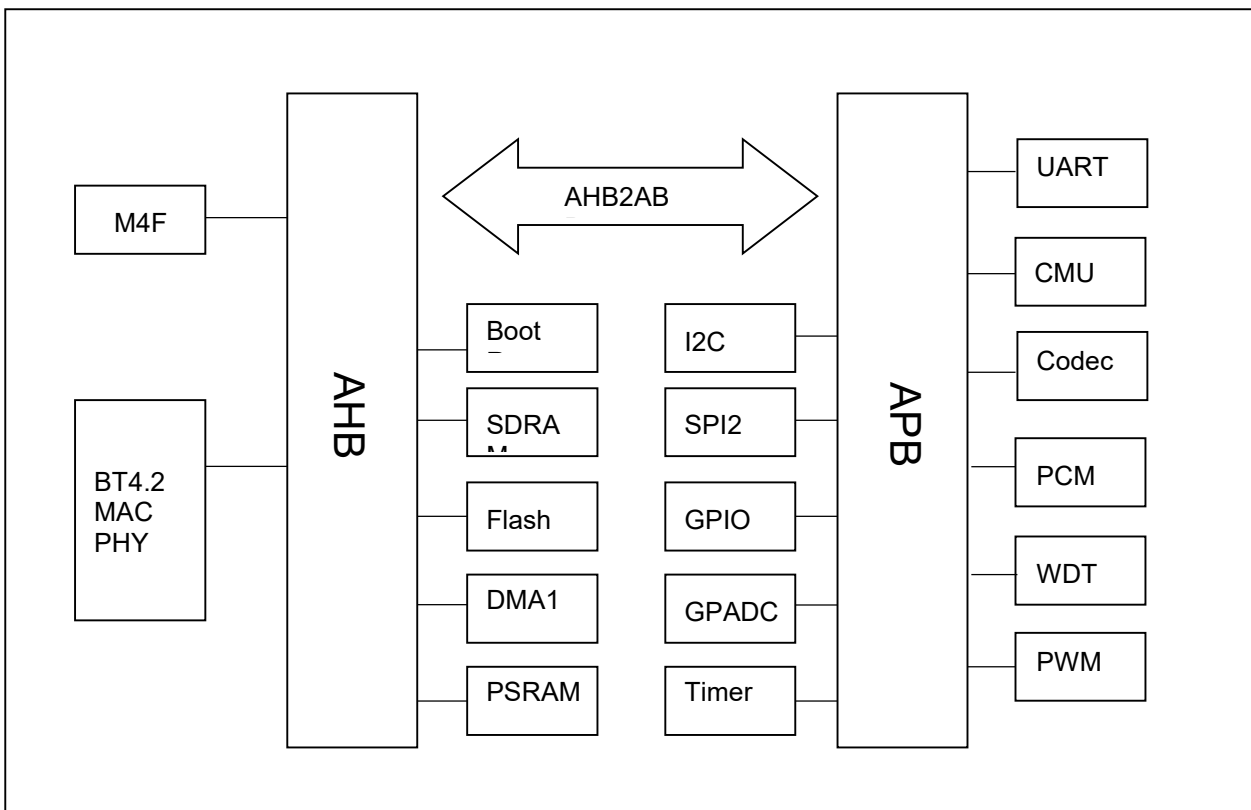 M4F
BT4.2
MAC
PHY
AHB
AHB2AB
Boot
SDRA
Flash
DMA1
PSRAM
I2C
SPI2
GPIO
GPADC
Timer
APB
UART
CMU
Codec
PCM
WDT
PWM